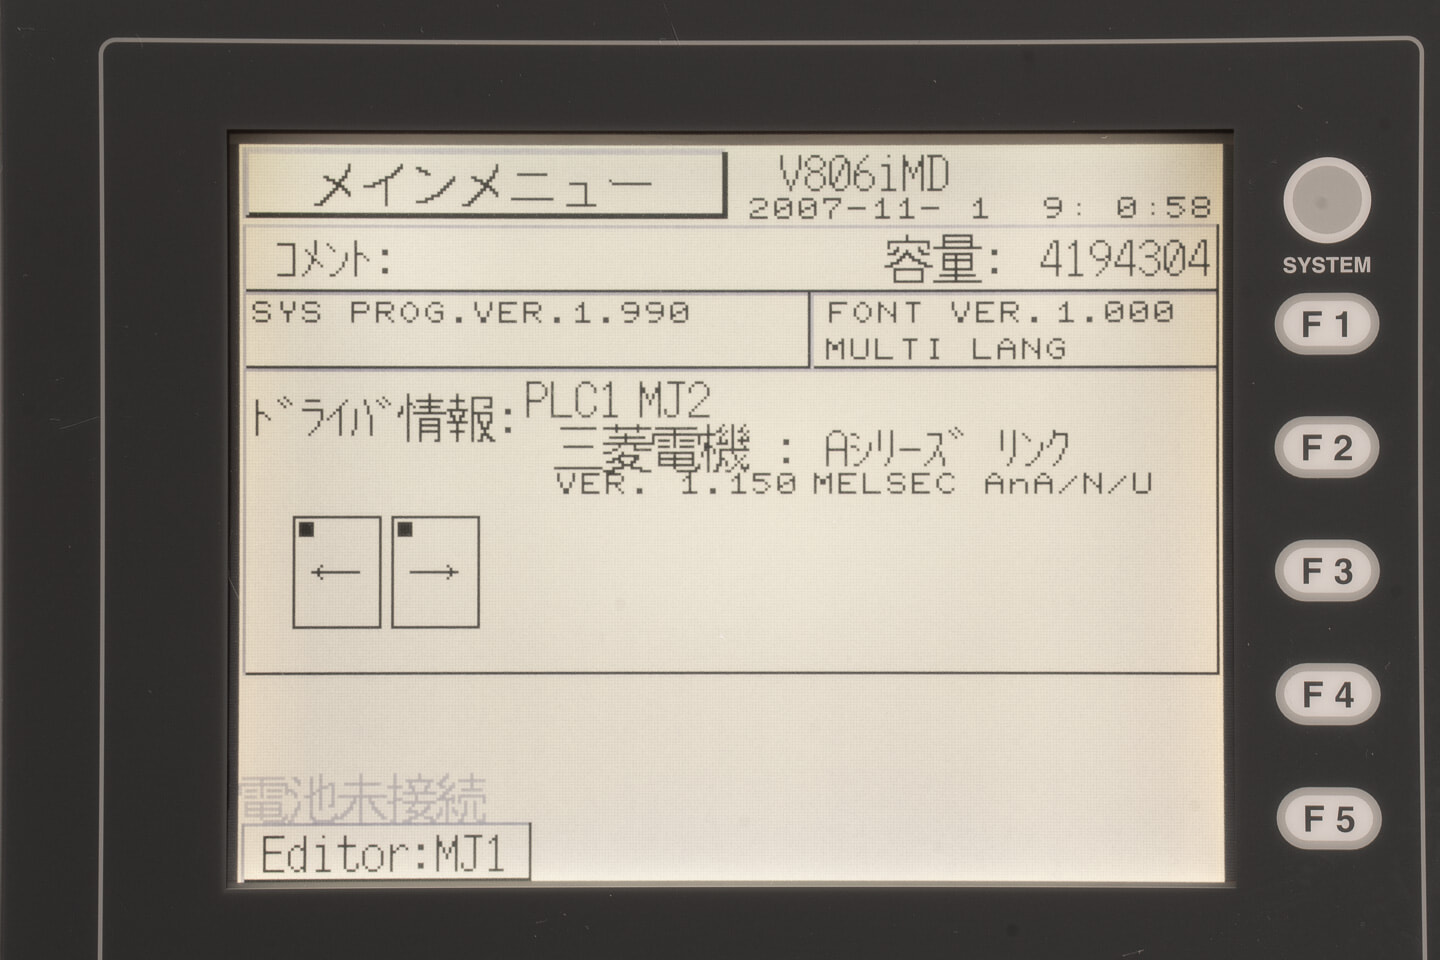 メインメニュー
V806iMD
2007-11- 1 9: 0:58
コメント:
容量: 4194304
SYS PROG.VER.1.990
FONT VER.1.000
MULTI LANG
ドライバ情報:
PLC1 MJ2
三菱電機 : Aシリーズ リンク
VER. 1.150 MELSEC AnA/N/U
←
→
電池未接続
Editor:MJ1
SYSTEM
F1
F2
F3
F4
F5